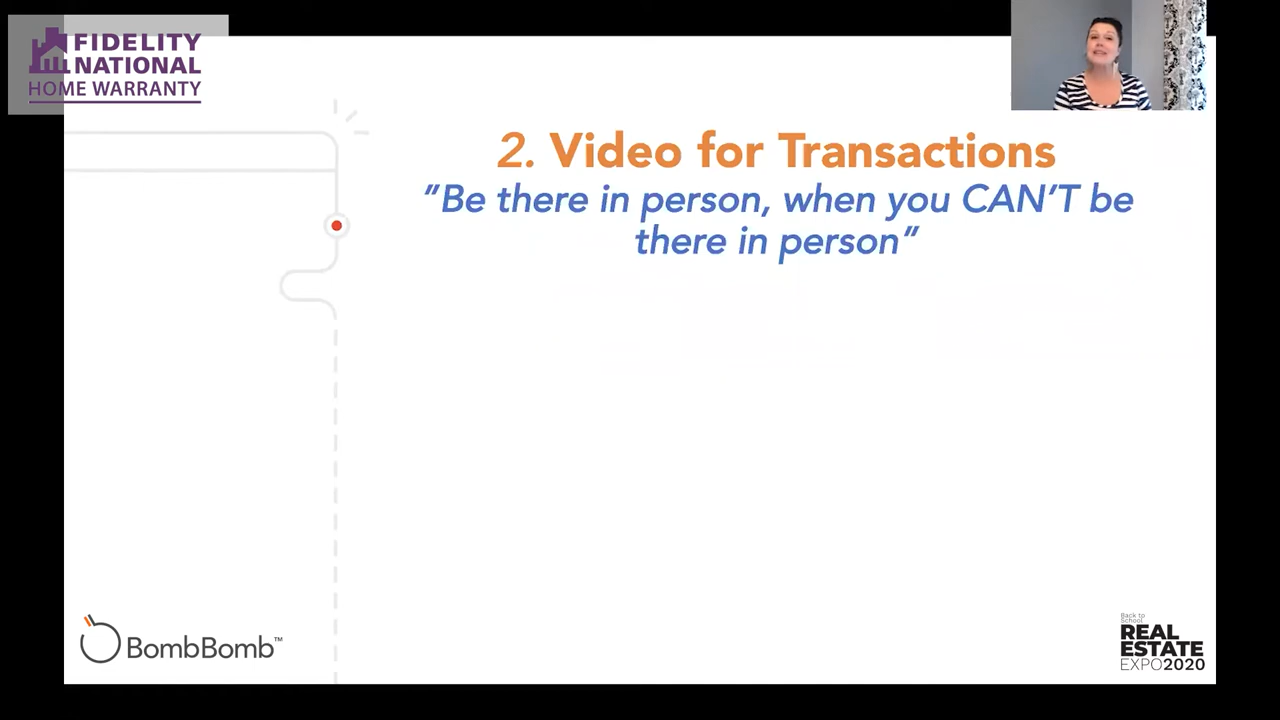 FIDELITY
NATIONAL
HOME WARRANTY
2. Video for Transactions
"Be there in person, when you CAN'T be
there in person"
BombBomb™
Back to
School
REAL
ESTATE
EXPO2020